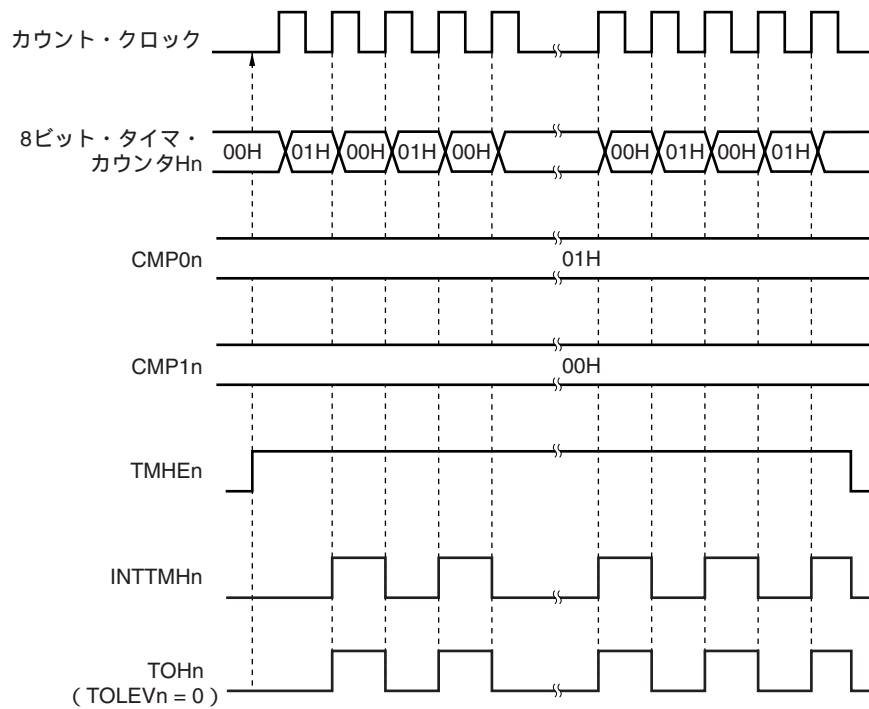 カウント・クロック
8ビット・タイマ・
カウンタHn
00H 01H 00H 01H 00H 00H 01H 00H 01H
CMP0n
01H
CMP1n
00H
TMHEn
INTTMHn
TOHn
（TOLEVn = 0）